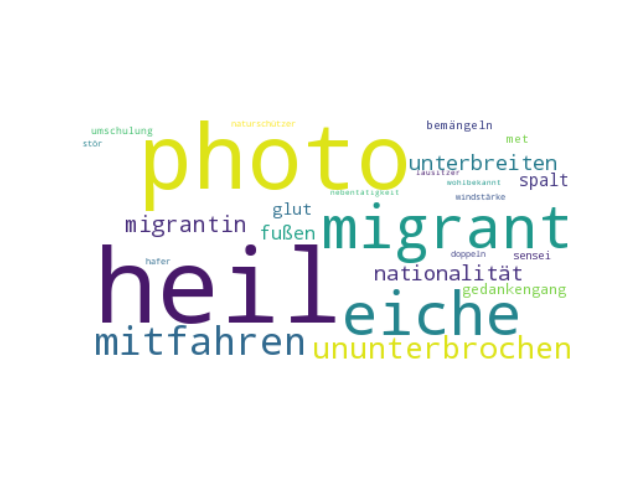 naturschützer
umschulung
bemängeln
stör
photo
met
unterbreiten
lausitzer
spalt
wohlbekannt
nebentätigkeit
windstärke
migrantin
glut
fußen
migrant
heil
hafer
doppeln
sensei
nationalität
gedankengang
eiche
mitfahren
ununterbrochen